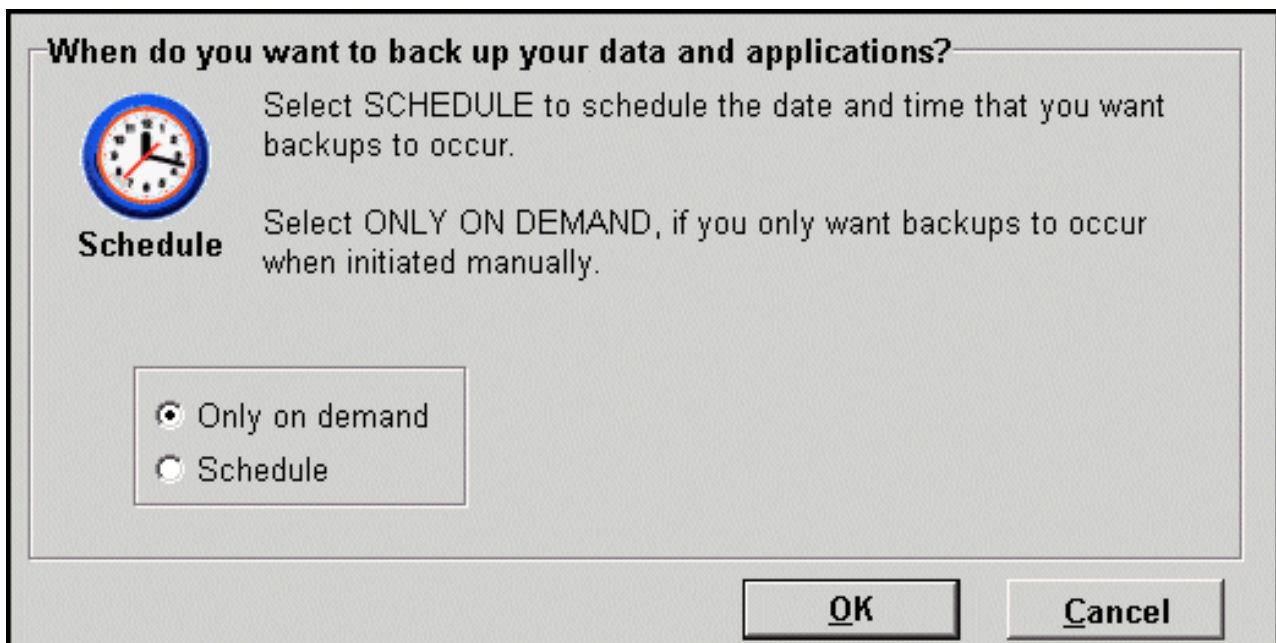 When do you want to back up your data and applications?
Select SCHEDULE to schedule the date and time that you want
backups to occur.
Schedule
Select ONLY ON DEMAND, if you only want backups to occur
when initiated manually.
Only on demand
Schedule
OK
Cancel